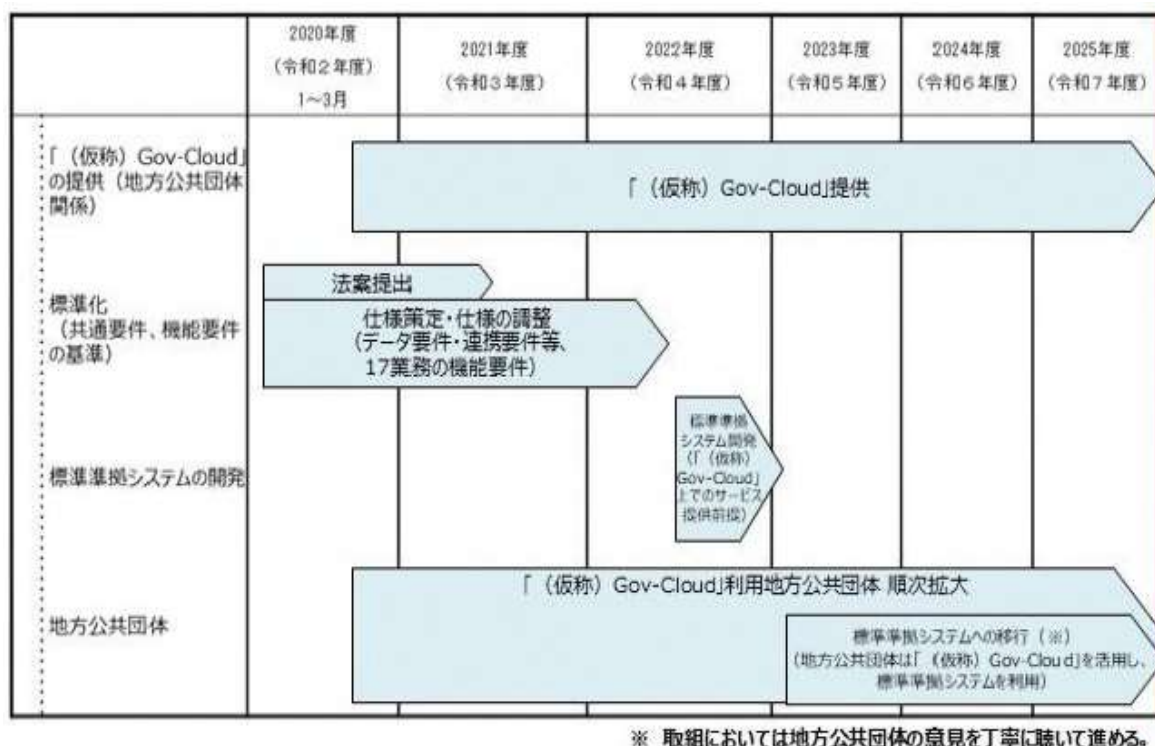 2020年度
（令和２年度）
1～3月
2021年度
（令和３年度）
2022年度
（令和４年度）
2023年度
（令和５年度）
2024年度
（令和６年度）
2025年度
（令和７年度）
「（仮称）Gov-Cloud」
の提供（地方公共団体
関係）
「（仮称）Gov-Cloud」提供
標準化
（共通要件、機能要件
の基準）
法案提出
仕様策定・仕様の調整
（データ要件・連携要件等、
17業務の機能要件）
標準準拠システムの開発
標準準拠
システム開発
（「（仮称）
Gov-Cloud」
上でのサービス
提供前提）
地方公共団体
「（仮称）Gov-Cloud」利用地方公共団体 順次拡大
標準準拠システムへの移行（※）
（地方公共団体は「（仮称）Gov-Cloud」を活用し、
標準準拠システムを利用）
※ 取組においては地方公共団体の意見を丁寧に聴いて進める。